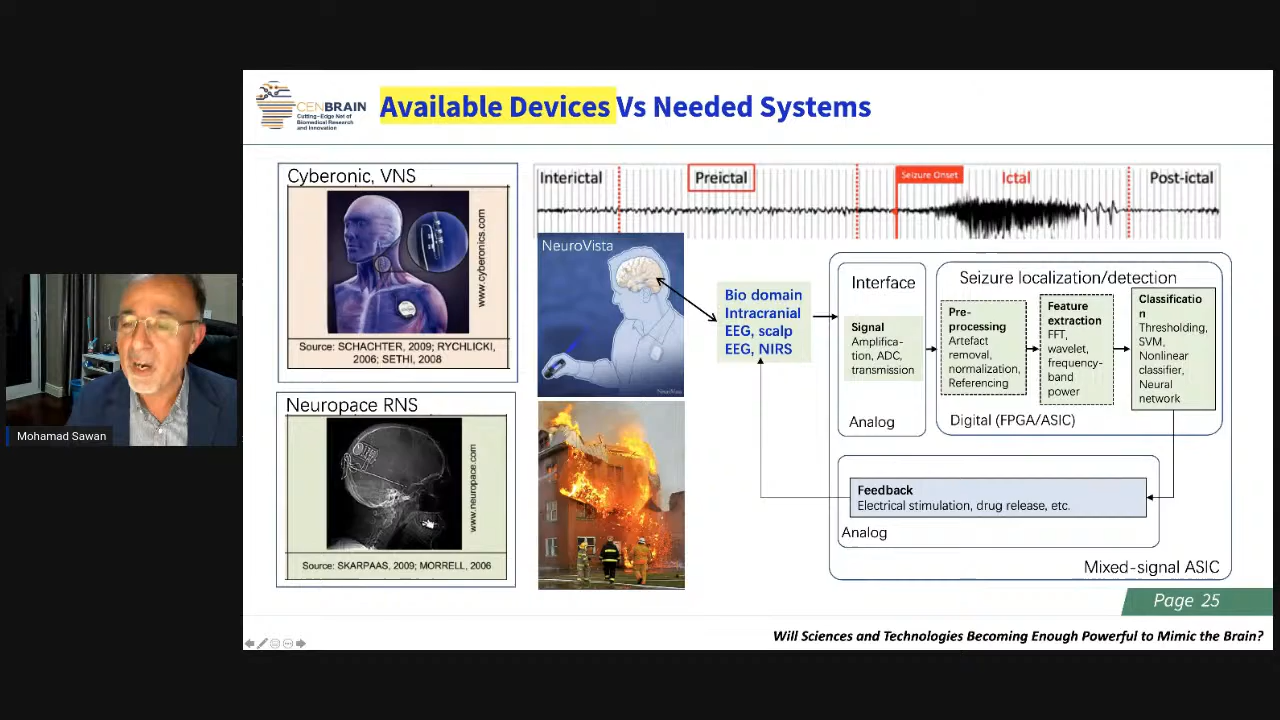 CENBRAIN
Cutting-Edge Net of
Biomedical Research
and Innovation
Available Devices Vs Needed Systems
Cyberonic, VNS
www.cyberonics.com
Source: SCHACHTER, 2009; RYCHLICKI,
2006; SETHI, 2008
Neuropace RNS
www.neuropace.com
Source: SKARPAAS, 2009; MORRELL, 2006
Interictal
Preictal
Seizure Onset
Ictal
Post-ictal
NeuroVista
NeuroVista
Bio domain
Intracranial
EEG, scalp
EEG, NIRS
Interface
Signal
Amplifica-
tion, ADC,
transmission
Analog
Seizure localization/detection
Pre-
processing
Artefact
removal,
normalization,
Referencing
Feature
extraction
FFT,
wavelet,
frequency-
band
power
Classificatio
n
Thresholding,
SVM,
Nonlinear
classifier,
Neural
network
Digital (FPGA/ASIC)
Feedback
Electrical stimulation, drug release, etc.
Analog
Mixed-signal ASIC
Page 25
Will Sciences and Technologies Becoming Enough Powerful to Mimic the Brain?
Mohamad Sawan